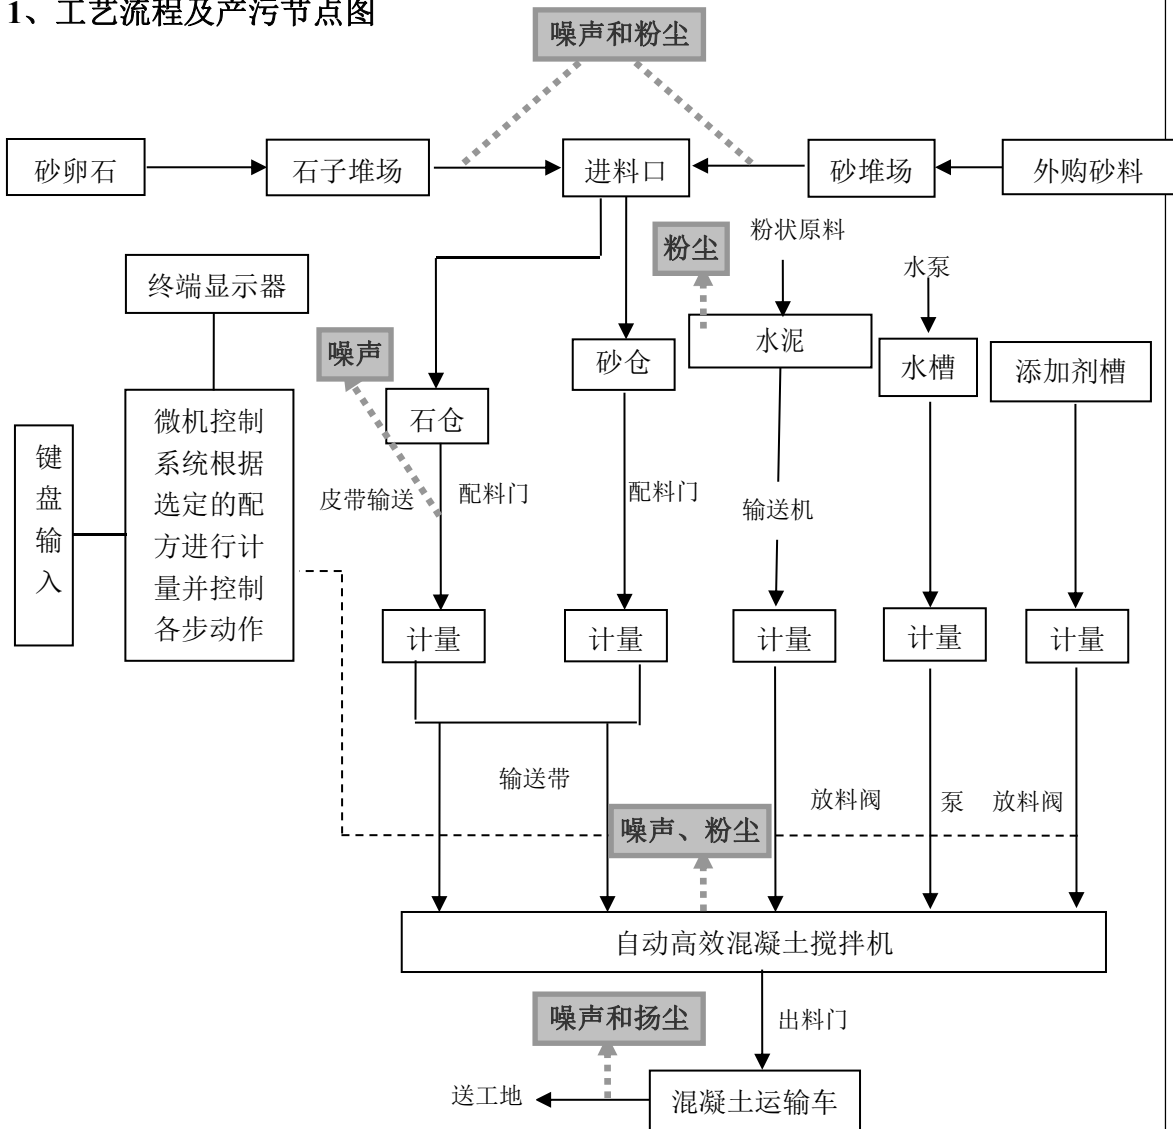 1、工艺流程及产污节点图
噪声和粉尘
砂卵石
石子堆场
进料口
砂堆场
外购砂料
粉尘
粉状原料
水泵
终端显示器
噪声
砂仓
水泥
水槽
添加剂槽
石仓
键
盘
输
入
微机控制
系统根据
选定的配
方进行计
量并控制
各步动作
皮带输送
配料门
配料门
输送机
计量
计量
计量
计量
计量
输送带
放料阀
泵
放料阀
噪声、粉尘
自动高效混凝土搅拌机
噪声和扬尘
出料门
送工地
混凝土运输车